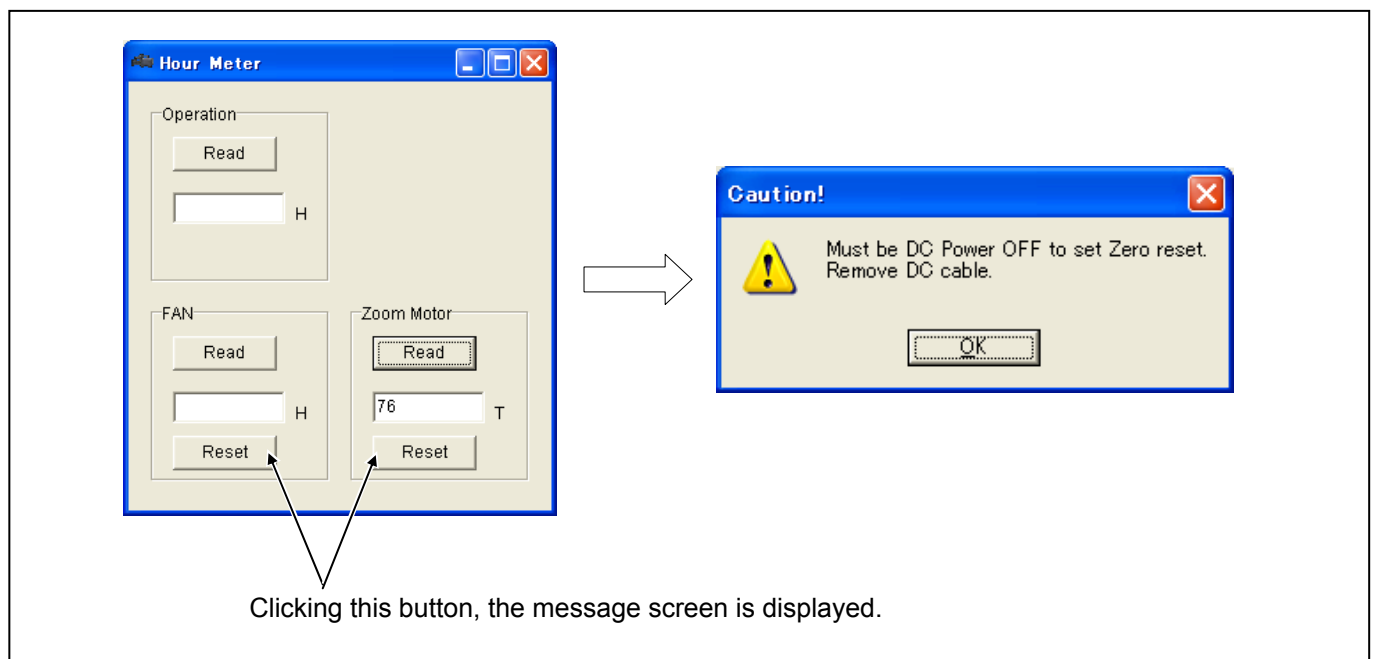 Hour Meter
Operation
Read
H
FAN
Read
H
Reset
Zoom Motor
Read
76
T
Reset
Caution!
Must be DC Power OFF to set Zero reset.
Remove DC cable.
OK
Clicking this button, the message screen is displayed.